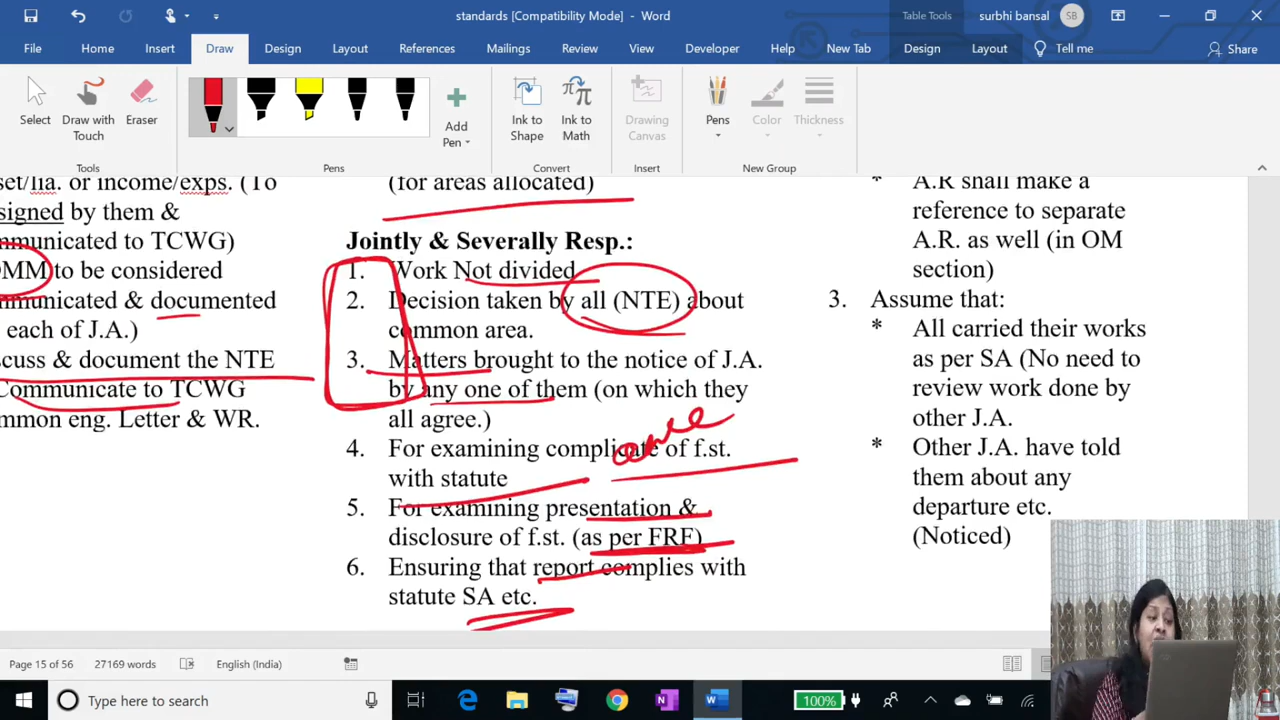 standards [Compatibility Mode] - Word
Table Tools
surbhi bansal SB
File Home Insert Draw Design Layout References Mailings Review View Developer Help New Tab Design Layout Tell me Share
Select
Draw with Touch
Eraser
Add Pen
Ink to Shape
Ink to Math
Drawing Canvas
Pens
Color
Thickness
Tools
Pens
Convert
Insert
New Group
set/lia. or income/exps. (To
signed by them &
mmunicated to TCWG)
OMM to be considered
mmunicated & documented
each of J.A.)
scuss & document the NTE
Communicate to TCWG
ommon eng. Letter & WR.
(for areas allocated)
Jointly & Severally Resp.:
1. Work Not divided
2. Decision taken by all (NTE) about
common area.
3. Matters brought to the notice of J.A.
by any one of them (on which they
all agree.)
4. For examining complicate of f.st.
with statute
5. For examining presentation &
disclosure of f.st. (as per FRF)
6. Ensuring that report complies with
statute SA etc.
* A.R shall make a
reference to separate
A.R. as well (in OM
section)
3. Assume that:
* All carried their works
as per SA (No need to
review work done by
other J.A.
* Other J.A. have told
them about any
departure etc.
(Noticed)
Page 15 of 56 27169 words English (India)
Type here to search
100%